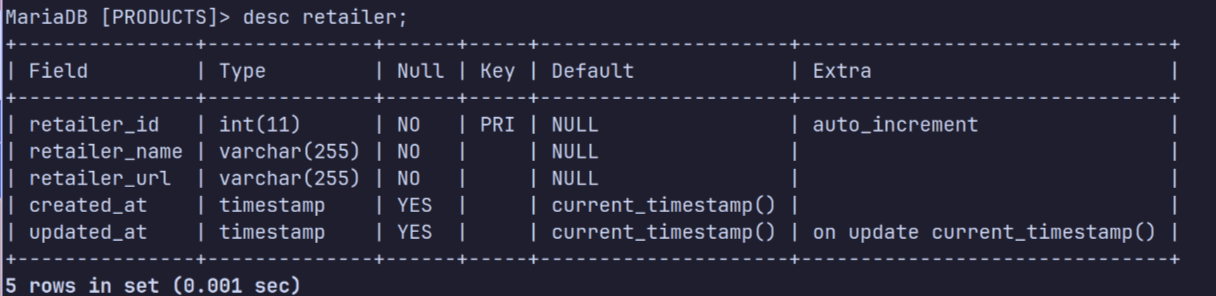 MariaDB [PRODUCTS]> desc retailer;
+---------------+--------------+------+-----+---------------------+-------------------------------+
| Field         | Type         | Null | Key | Default             | Extra                         |
+---------------+--------------+------+-----+---------------------+-------------------------------+
| retailer_id   | int(11)      | NO   | PRI | NULL                | auto_increment                |
| retailer_name | varchar(255) | NO   |     | NULL                |                               |
| retailer_url  | varchar(255) | NO   |     | NULL                |                               |
| created_at    | timestamp    | YES  |     | current_timestamp() |                               |
| updated_at    | timestamp    | YES  |     | current_timestamp() | on update current_timestamp() |
+---------------+--------------+------+-----+---------------------+-------------------------------+
5 rows in set (0.001 sec)